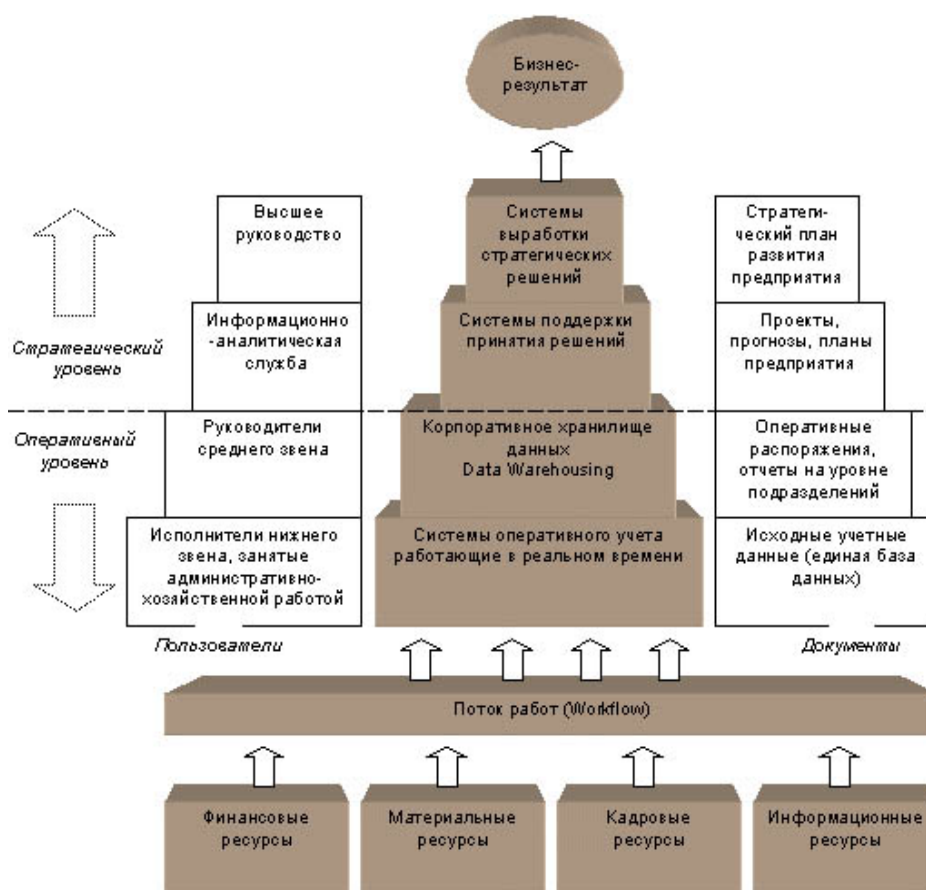 Бизнес-
результат
Высшее
руководство
Системы
выработки
стратегических
решений
Стратеги-
ческий план
развития
предприятия
Стратегический
уровень
Информационно
-аналитическая
служба
Системы поддержки
принятия решений
Проекты,
прогнозы, планы
предприятия
Оперативный
уровень
Руководители
среднего звена
Корпоративное хранилище
данных
Data Warehousing
Оперативные
распоряжения,
отчеты на уровне
подразделений
Исполнители нижнего
звена, занятые
административно-
хозяйственной работой
Системы оперативного учета
работающие в реальном времени
Исходные учетные
данные (единая база
данных)
Пользователи
Документы
Поток работ (Workflow)
Финансовые
ресурсы
Материальные
ресурсы
Кадровые
ресурсы
Информационные
ресурсы